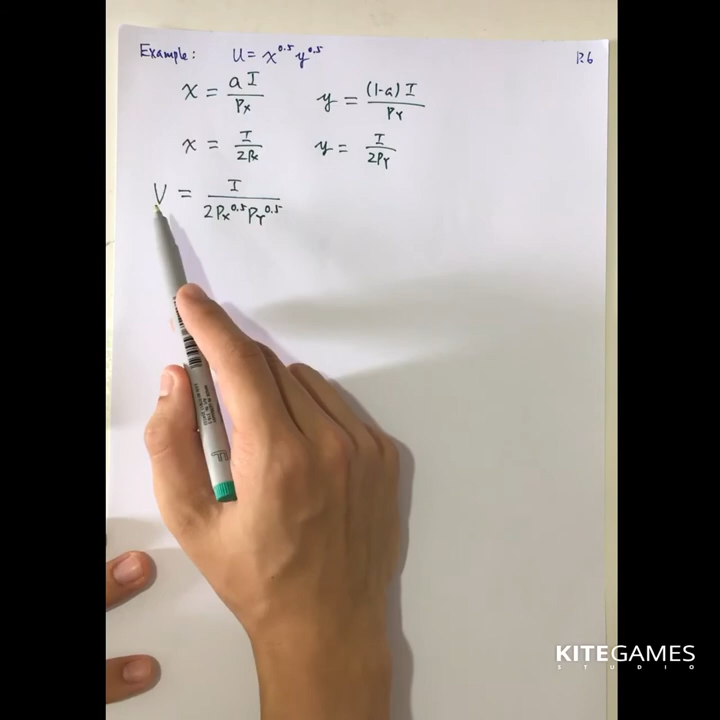 Example: U = x^0.5 y^0.5 12.6
x = aI/Px y = (1-a)I/PY
x = I/2Px y = I/2PY
V = I/2Px^0.5 PY^0.5
KITEGAMES
STUDIO